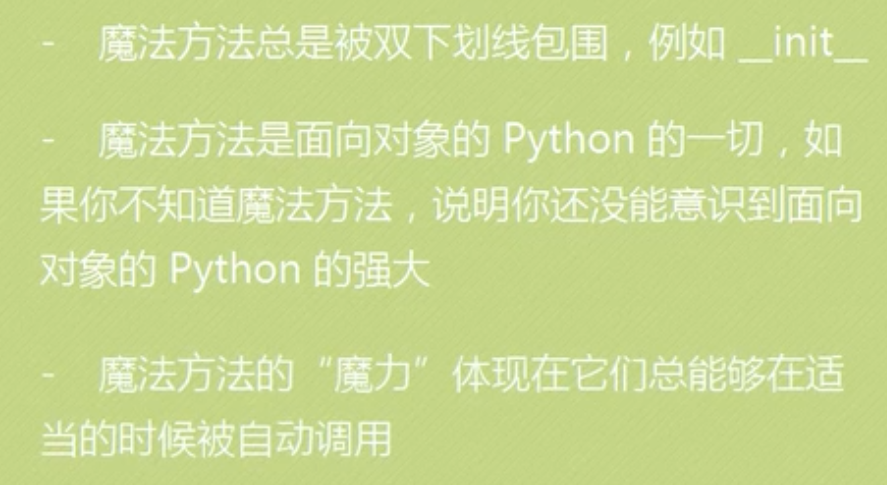 - 魔法方法总是被双下划线包围，例如 __init__
- 魔法方法是面向对象的 Python 的一切，如
果你不知道魔法方法，说明你还没能意识到面向
对象的 Python 的强大
- 魔法方法的“魔力”体现在它们总能够在适
当的时候被自动调用